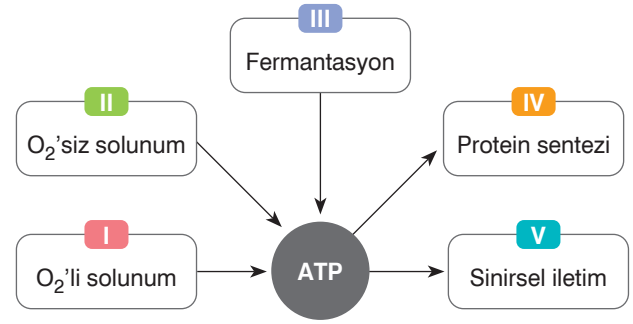 III
Fermantasyon
II
O₂'siz solunum
IV
Protein sentezi
I
O₂'li solunum
ATP
V
Sinirsel iletim